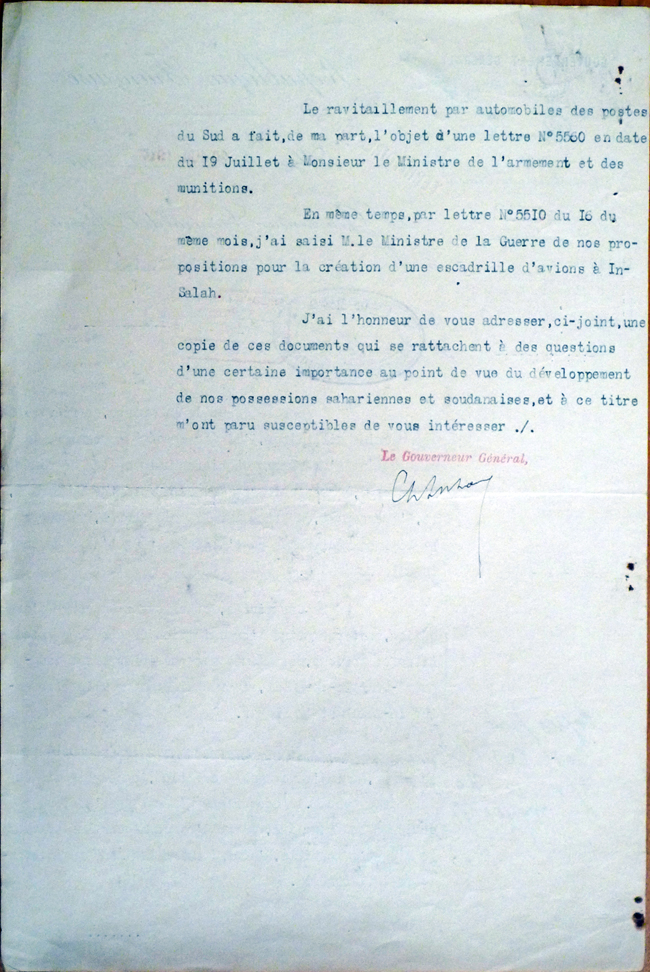 Le ravitaillement par automobiles des postes
du Sud a fait,de ma part,l'objet d'une lettre N°5560 en date
du I9 Juillet à Monsieur le Ministre de l'armement et des
munitions.
En même temps,par lettre N°55I0 du I6 du
même mois,j'ai saisi M.le Ministre de la Guerre de nos pro-
positions pour la création d'une escadrille d'avions à In-
Salah.
J'ai l'honneur de vous adresser,ci-joint,une
copie de ces documents qui se rattachent à des questions
d'une certaine importance au point de vue du développement
de nos possessions sahariennes et soudanaises,et à ce titre
m'ont paru susceptibles de vous intéresser ./.
Le Gouverneur Général,